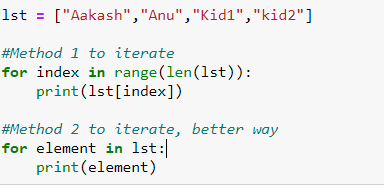 lst = ["Aakash","Anu","Kid1","kid2"]
#Method 1 to iterate
for index in range(len(lst)):
    print(lst[index])
#Method 2 to iterate, better way
for element in lst:
    print(element)